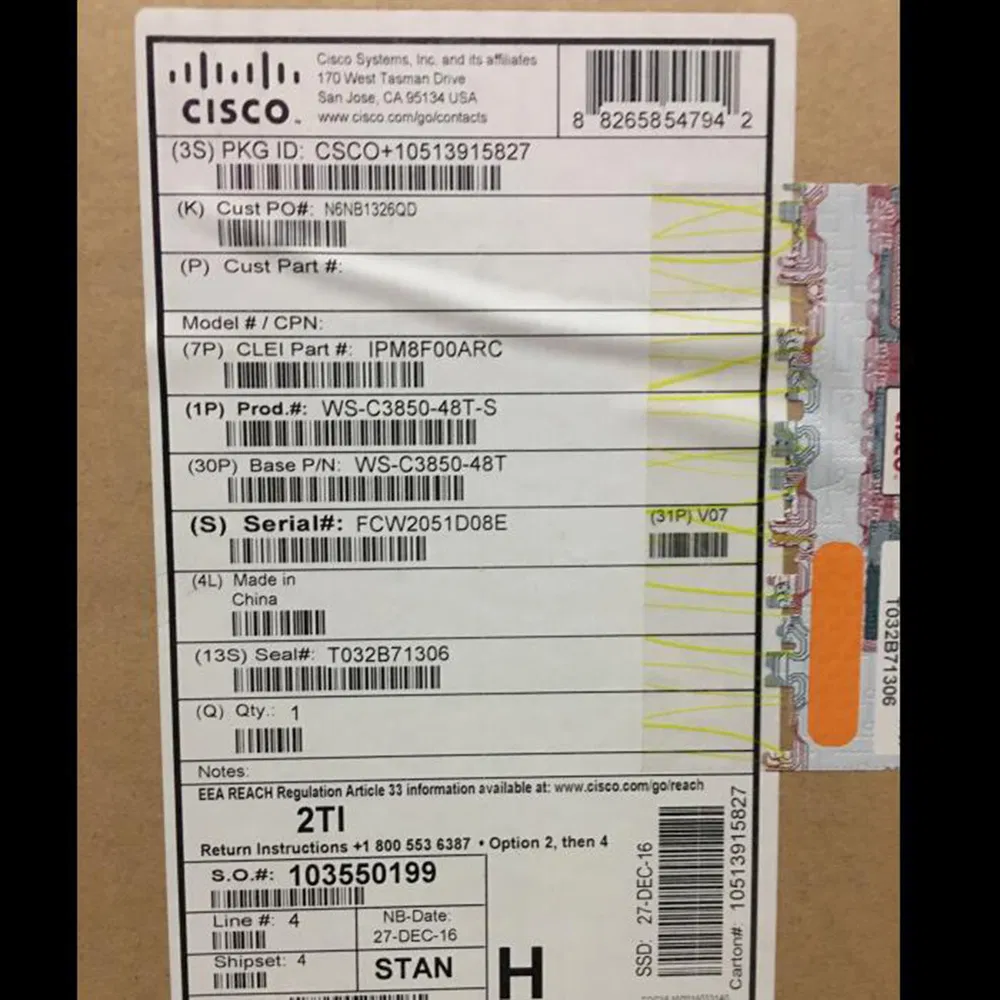 CISCO™
Cisco Systems, Inc. and its affiliates
170 West Tasman Drive
San Jose, CA 95134 USA
www.cisco.com/go/contacts
8 8265854794 2
(3S) PKG ID: CSCO+10513915827
(K) Cust PO#: N6NB1326QD
(P) Cust Part #:
Model # / CPN:
(7P) CLEI Part #: IPM8F00ARC
(1P) Prod.#: WS-C3850-48T-S
(30P) Base P/N: WS-C3850-48T
(S) Serial#: FCW2051D08E
(31P) V07
(4L) Made in
China
(13S) Seal#: T032B71306
(Q) Qty.: 1
Notes:
EEA REACH Regulation Article 33 information available at: www.cisco.com/go/reach
2TI
Return Instructions +1 800 553 6387 • Option 2, then 4
S.O.#: 103550199
Line #: 4
NB-Date:
27-DEC-16
Shipset: 4
STAN
H
SSD: 27-DEC-16
Carton#: 10513915827
T032B71306